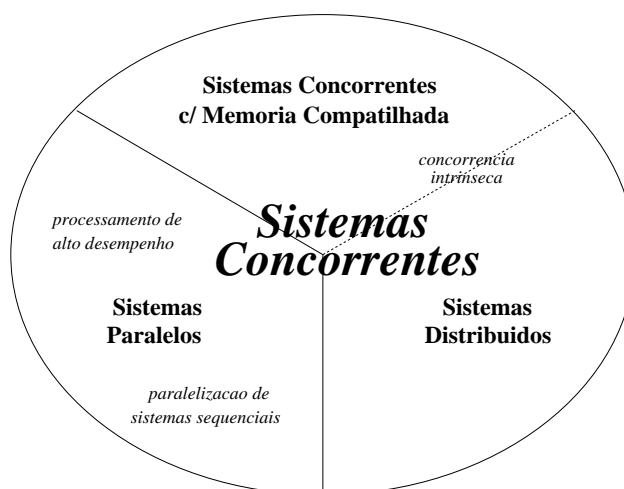 Sistemas Concorrentes
c/ Memoria Compatilhada
concorrencia
intrinseca
processamento de
alto desempenho
Sistemas
Concorrentes
Sistemas
Paralelos
Sistemas
Distribuidos
paralelizacao de
sistemas sequenciais